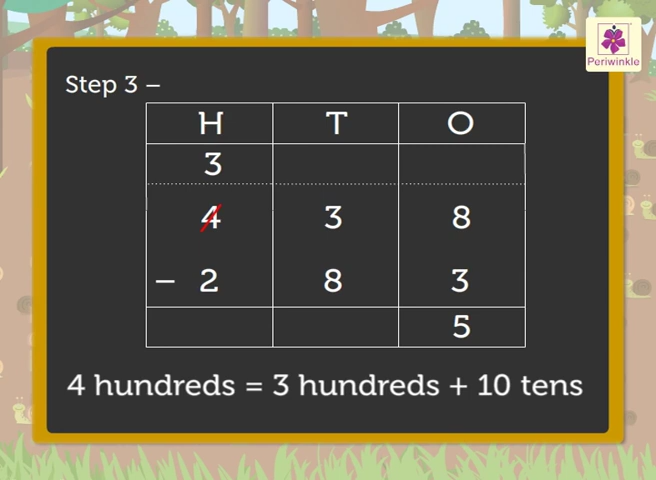 Periwinkle
Step 3 –
H T O
3
4 3 8
– 2 8 3
5
4 hundreds = 3 hundreds + 10 tens